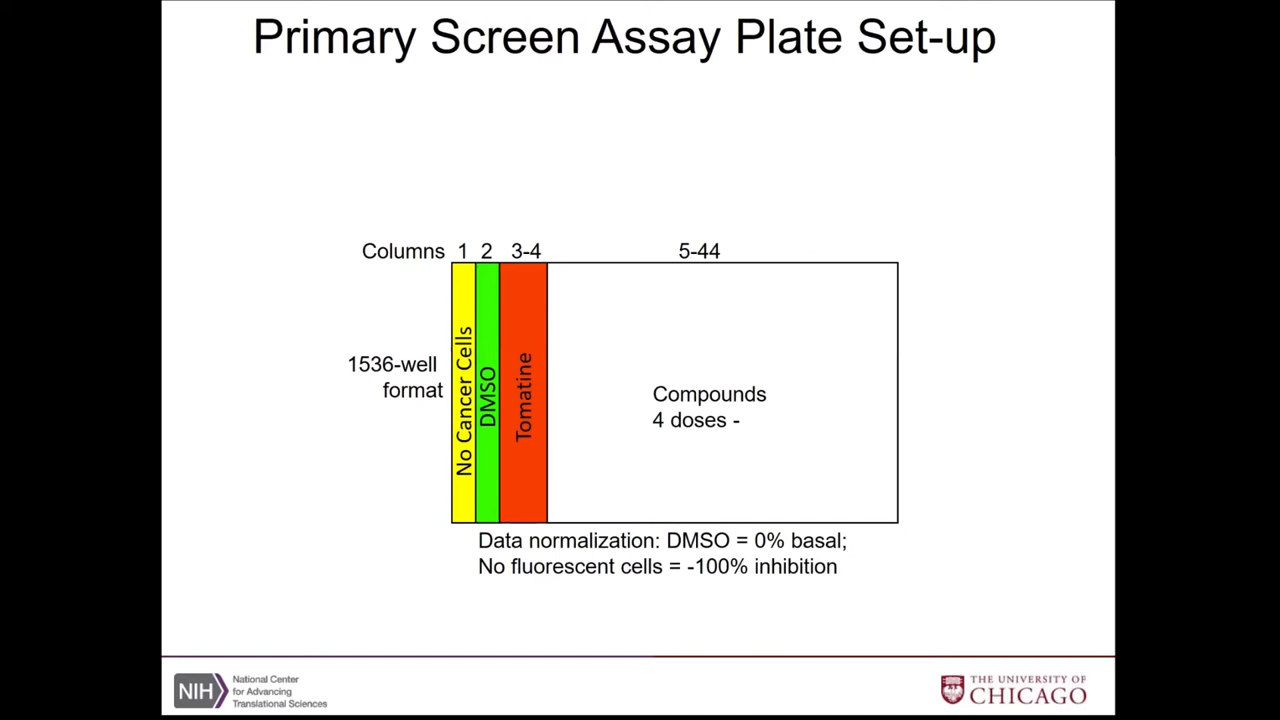 Primary Screen Assay Plate Set-up
Columns 1 2 3-4 5-44
1536-well
format
No Cancer Cells
DMSO
Tomatine
Compounds
4 doses -
Data normalization: DMSO = 0% basal;
No fluorescent cells = -100% inhibition
NIH
National Center
for Advancing
Translational Sciences
THE UNIVERSITY OF
CHICAGO